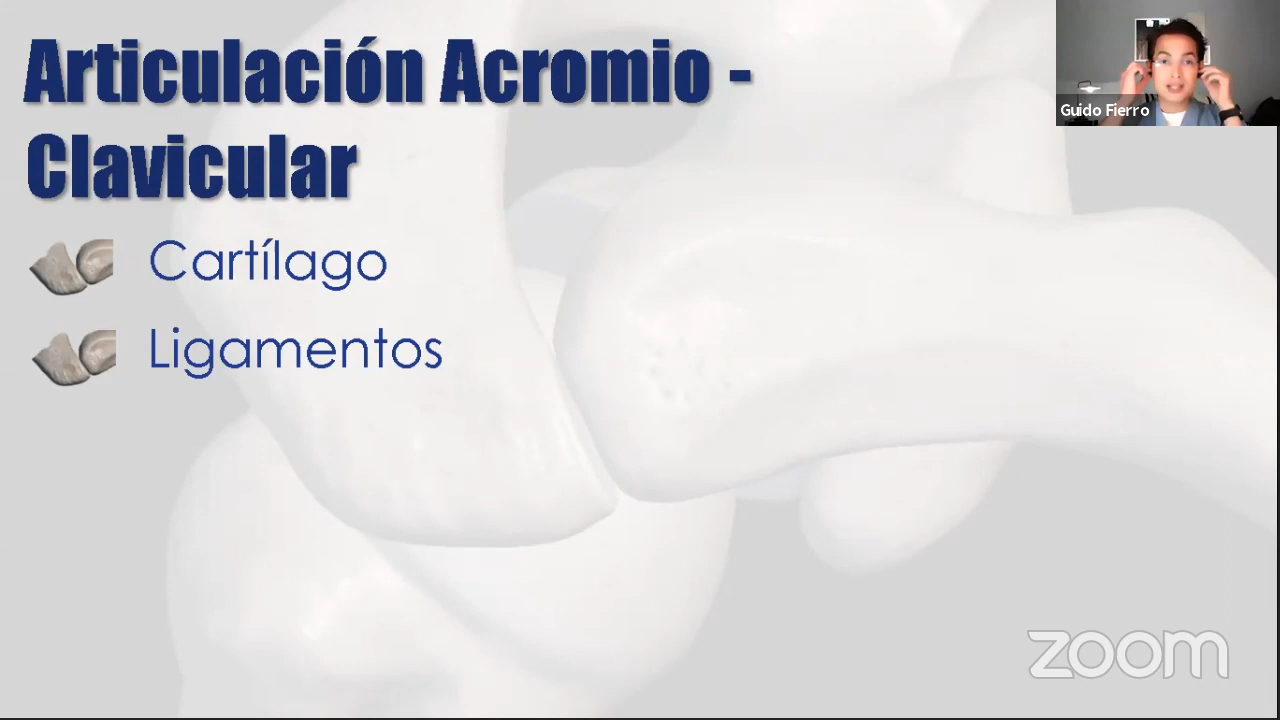 Articulación Acromio -
Clavicular
Guido Fierro
Cartílago
Ligamentos
zoom